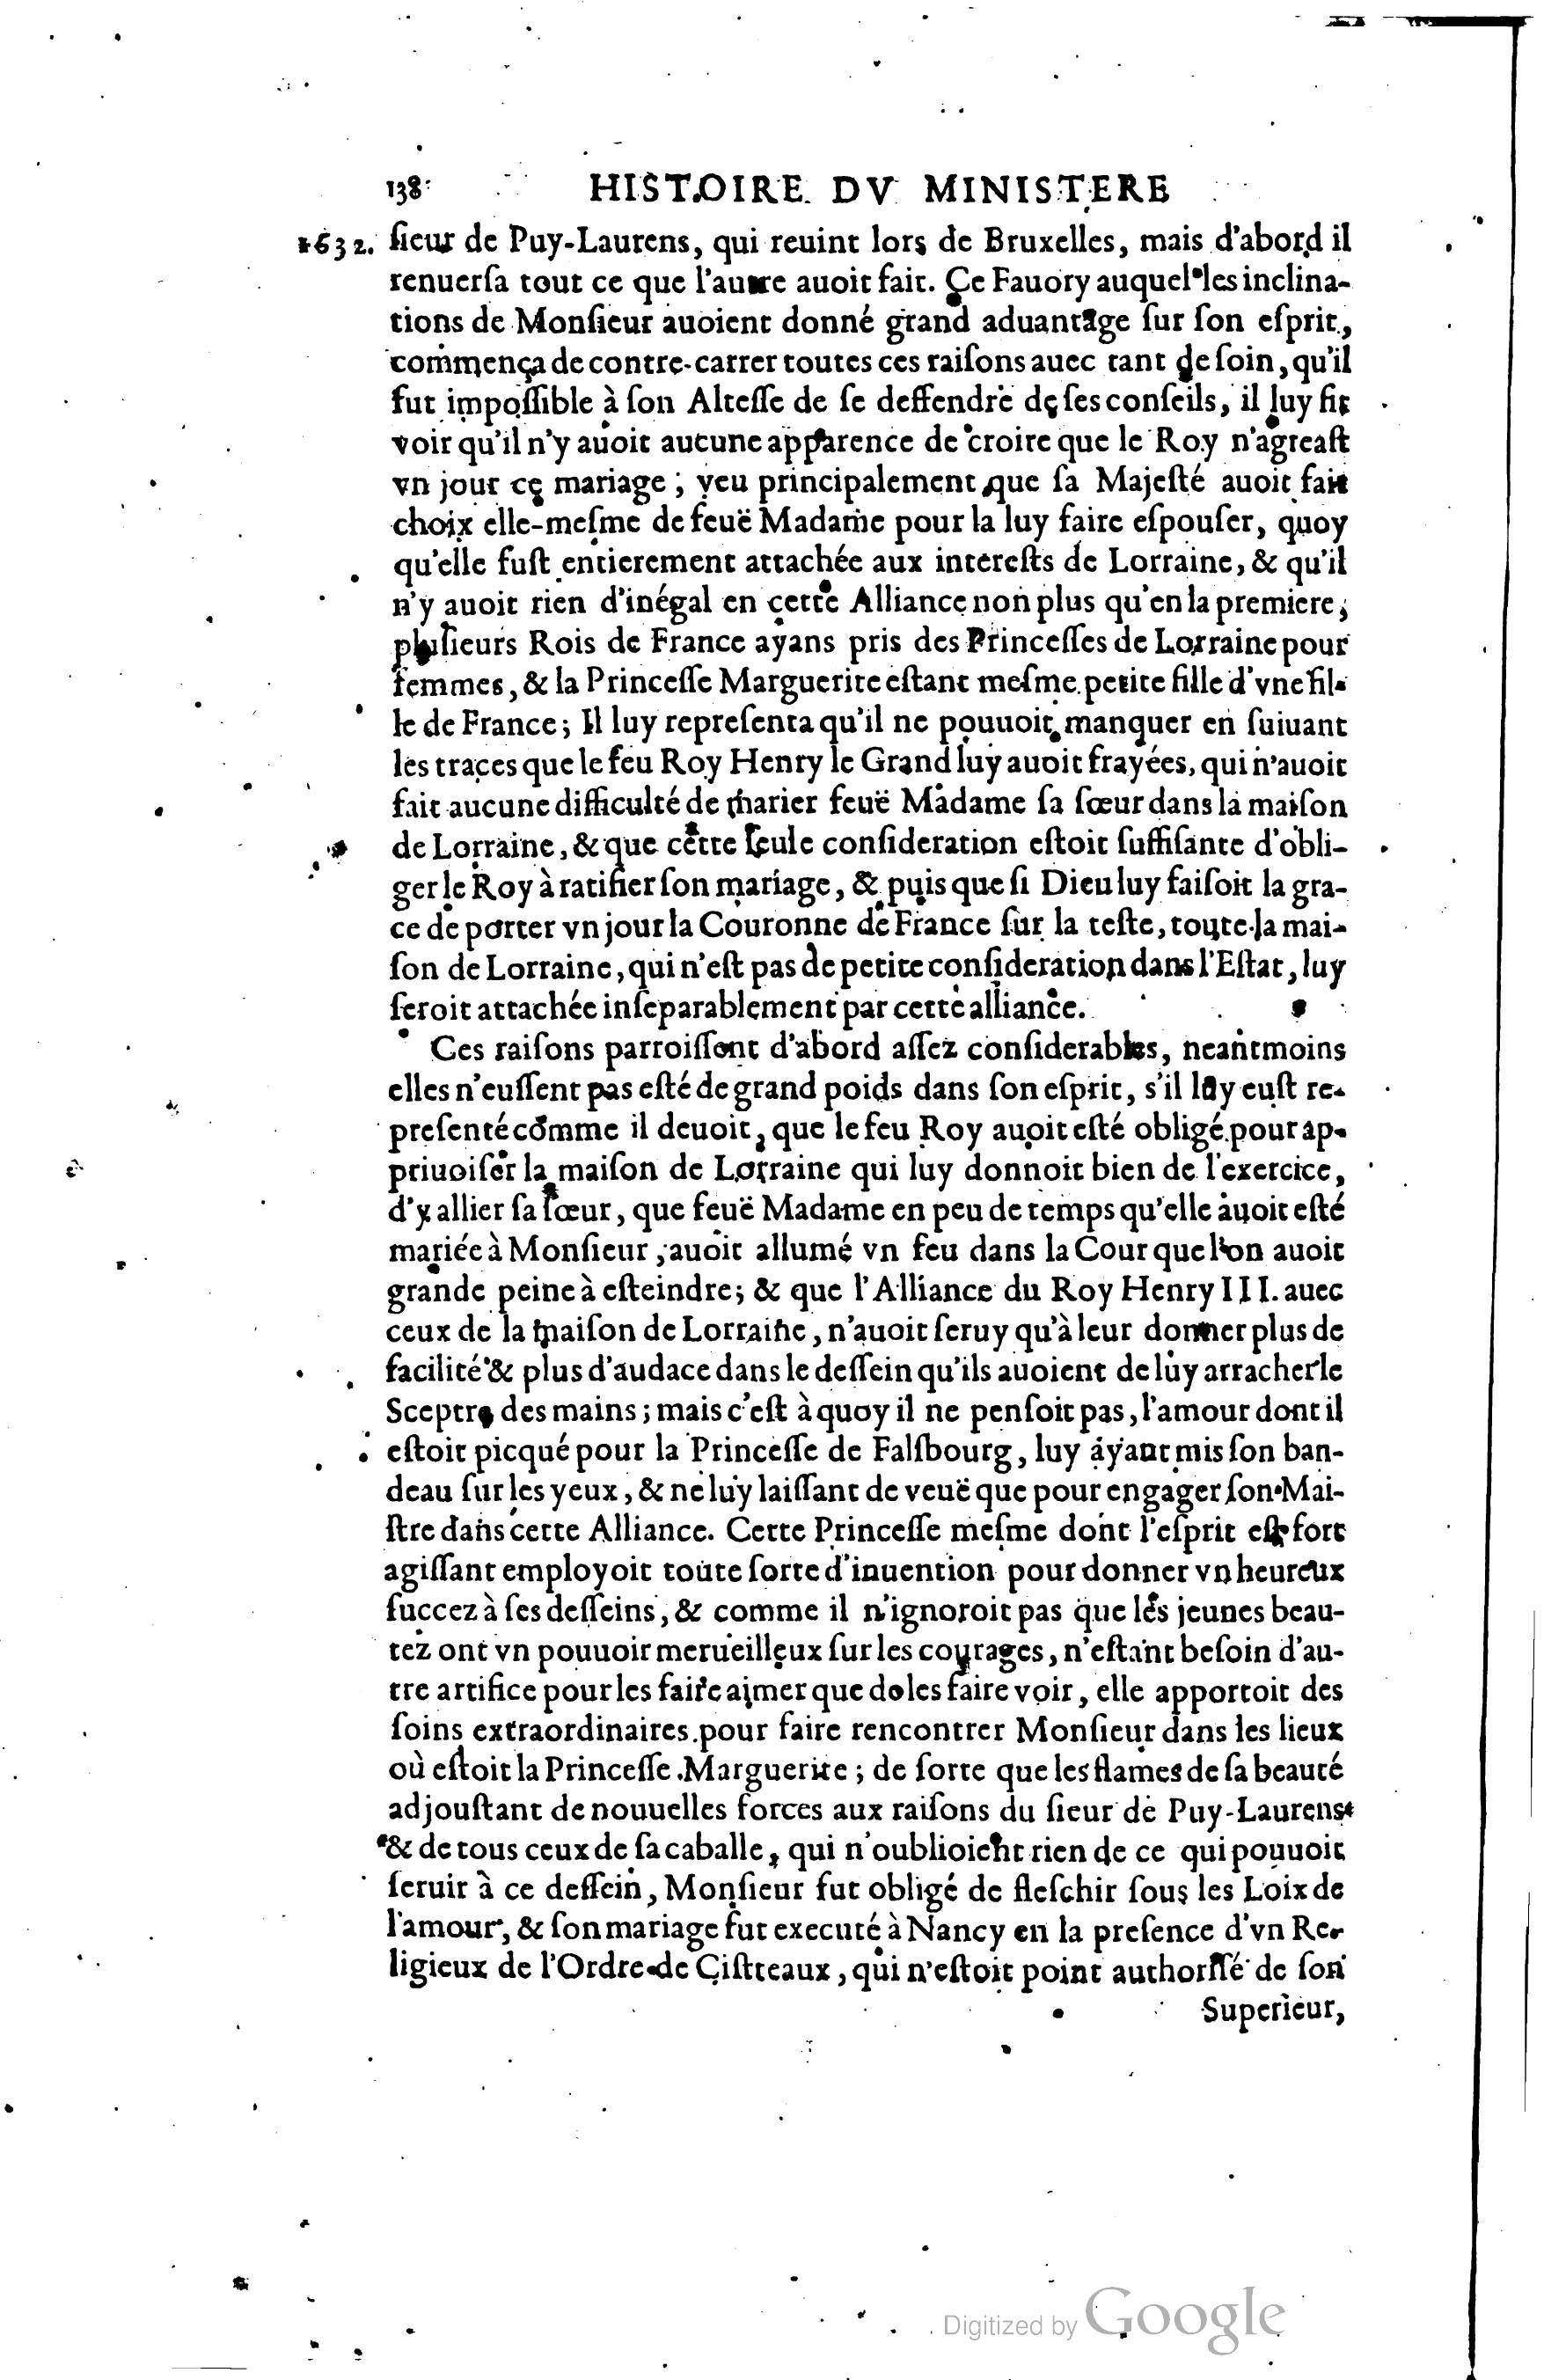 138 HISTOIRE DV MINISTERE
1632. ſieur de Puy-Laurens, qui reuint lors de Bruxelles, mais d'abord il
renuerſa tout ce que l'autre auoit fait. Ce Fauory auquel les inclina-
tions de Monſieur auoient donné grand aduantage ſur ſon eſprit,
commença de contre-carrer toutes ces raiſons auec tant de ſoin, qu'il
fut impoſſible à ſon Alteſſe de ſe deffendre de ſes conſeils, il luy fit
voir qu'il n'y auoit aucune apparence de croire que le Roy n'agreaſt
vn jour ce mariage; veu principalement que ſa Majeſté auoit fait
choix elle-meſme de feuë Madame pour la luy faire eſpouſer, quoy
qu'elle fuſt entierement attachée aux intereſts de Lorraine, & qu'il
n'y auoit rien d'inégal en cette Alliance non plus qu'en la premiere;
pluſieurs Rois de France ayans pris des Princeſſes de Lorraine pour
femmes, & la Princeſſe Marguerite eſtant meſme petite fille d'vne fil-
le de France; Il luy repreſenta qu'il ne pouuoit manquer en ſuiuant
les traces que le feu Roy Henry le Grand luy auoit frayées, qui n'auoit
fait aucune difficulté de marier feuë Madame ſa ſœur dans la maiſon
de Lorraine, & que cette ſeule conſideration eſtoit ſuffiſante d'obli-
ger le Roy à ratifier ſon mariage, & puis que ſi Dieu luy faiſoit la gra-
ce de porter vn jour la Couronne de France ſur la teſte, toute la mai-
ſon de Lorraine, qui n'eſt pas de petite conſideration dans l'Eſtat, luy
ſeroit attachée inſeparablement par cette alliance.
Ces raiſons parroiſſent d'abord aſſez conſiderables, neantmoins
elles n'euſſent pas eſté de grand poids dans ſon eſprit, s'il luy euſt re-
preſenté comme il deuoit, que le feu Roy auoit eſté obligé pour ap-
priuoiſer la maiſon de Lorraine qui luy donnoit bien de l'exercice,
d'y allier ſa ſœur, que feuë Madame en peu de temps qu'elle auoit eſté
mariée à Monſieur, auoit allumé vn feu dans la Cour que l'on auoit
grande peine à eſteindre; & que l'Alliance du Roy Henry III. auec
ceux de la maiſon de Lorraine, n'auoit ſeruy qu'à leur donner plus de
facilité & plus d'audace dans le deſſein qu'ils auoient de luy arracher le
Sceptre des mains; mais c'eſt à quoy il ne penſoit pas, l'amour dont il
eſtoit picqué pour la Princeſſe de Falſbourg, luy ayant mis ſon ban-
deau ſur les yeux, & ne luy laiſſant de veuë que pour engager ſon Mai-
ſtre dans cette Alliance. Cette Princeſſe meſme dont l'eſprit eſt fort
agiſſant employoit toute ſorte d'inuention pour donner vn heureux
ſuccez à ſes deſſeins, & comme il n'ignoroit pas que les jeunes beau-
tez ont vn pouuoir merueilleux ſur les courages, n'eſtant beſoin d'au-
tre artifice pour les faire aimer que de les faire voir, elle apportoit des
ſoins extraordinaires pour faire rencontrer Monſieur dans les lieux
où eſtoit la Princeſſe Marguerite; de ſorte que les flames de ſa beauté
adjouſtant de nouuelles forces aux raiſons du ſieur de Puy-Laurens
& de tous ceux de ſa caballe, qui n'oublioient rien de ce qui pouuoit
ſeruir à ce deſſein, Monſieur fut obligé de fleſchir ſous les Loix de
l'amour, & ſon mariage fut executé à Nancy en la preſence d'vn Re-
ligieux de l'Ordre de Ciſtteaux, qui n'eſtoit point authoriſé de ſon
Superieur,
Digitized by Google